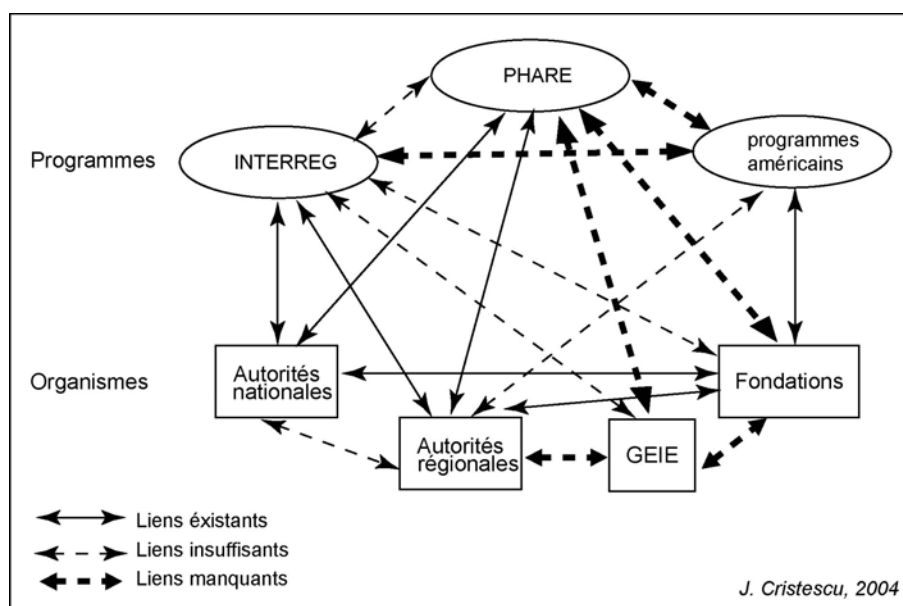 PHARE
Programmes
INTERREG
programmes
américains
Organismes
Autorités
nationales
Fondations
Autorités
régionales
GEIE
Liens éxistants
Liens insuffisants
Liens manquants
J. Cristescu, 2004